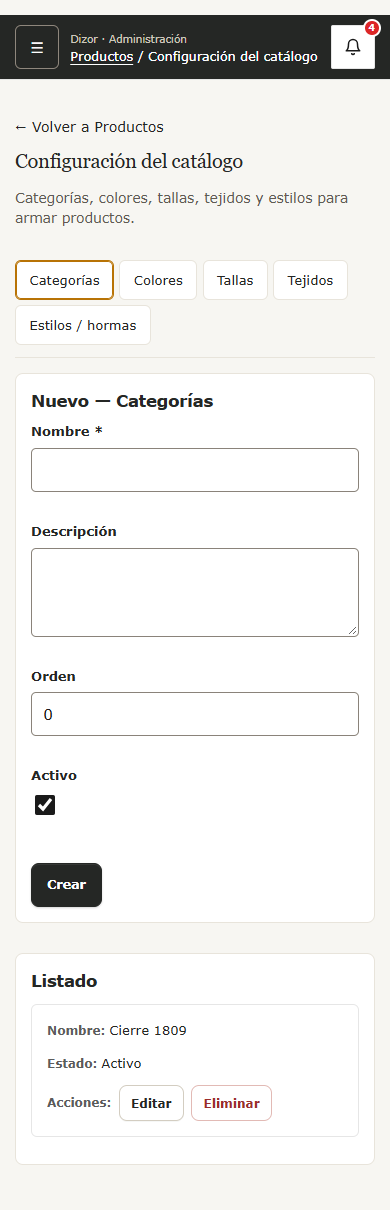 ☰
Dizor · Administración
Productos / Configuración del catálogo
4
← Volver a Productos
Configuración del catálogo
Categorías, colores, tallas, tejidos y estilos para
armar productos.
Categorías
Colores
Tallas
Tejidos
Estilos / hormas
Nuevo — Categorías
Nombre *
Descripción
Orden
0
Activo
Crear
Listado
Nombre: Cierre 1809
Estado: Activo
Acciones: Editar Eliminar